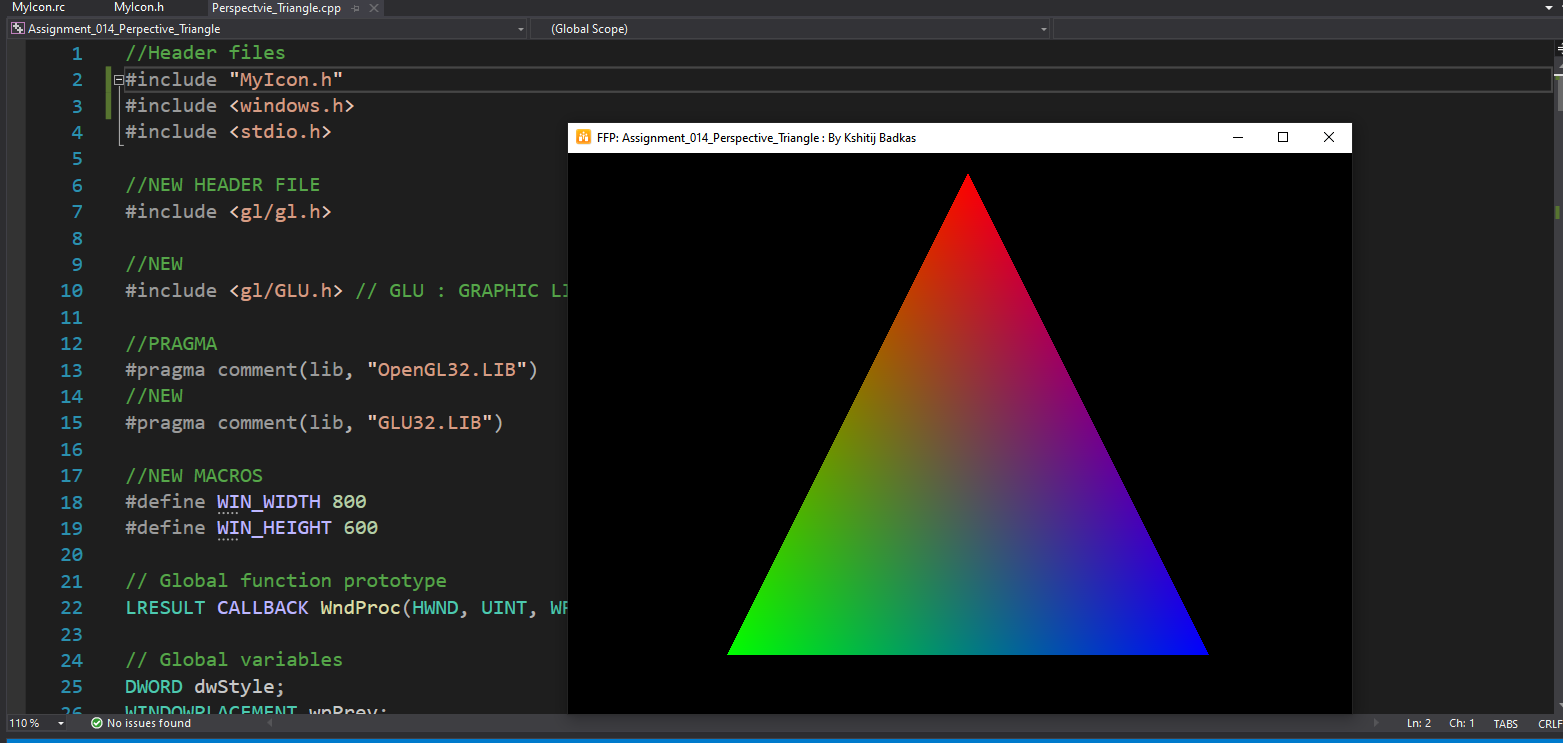 MyIcon.rc MyIcon.h Perspectvie_Triangle.cpp
Assignment_014_Perpective_Triangle (Global Scope)
1 //Header files
2 #include "MyIcon.h"
3 #include <windows.h>
4 #include <stdio.h>
5
6 //NEW HEADER FILE
7 #include <gl/gl.h>
8
9 //NEW
10 #include <gl/GLU.h> // GLU : GRAPHIC LI
11
12 //PRAGMA
13 #pragma comment(lib, "OpenGL32.LIB")
14 //NEW
15 #pragma comment(lib, "GLU32.LIB")
16
17 //NEW MACROS
18 #define WIN_WIDTH 800
19 #define WIN_HEIGHT 600
20
21 // Global function prototype
22 LRESULT CALLBACK WndProc(HWND, UINT, WP
23
24 // Global variables
25 DWORD dwStyle;
26 WINDOWPLACEMENT wpPrev;
FFP: Assignment_014_Perspective_Triangle : By Kshitij Badkas
110 % No issues found Ln: 2 Ch: 1 TABS CRLF